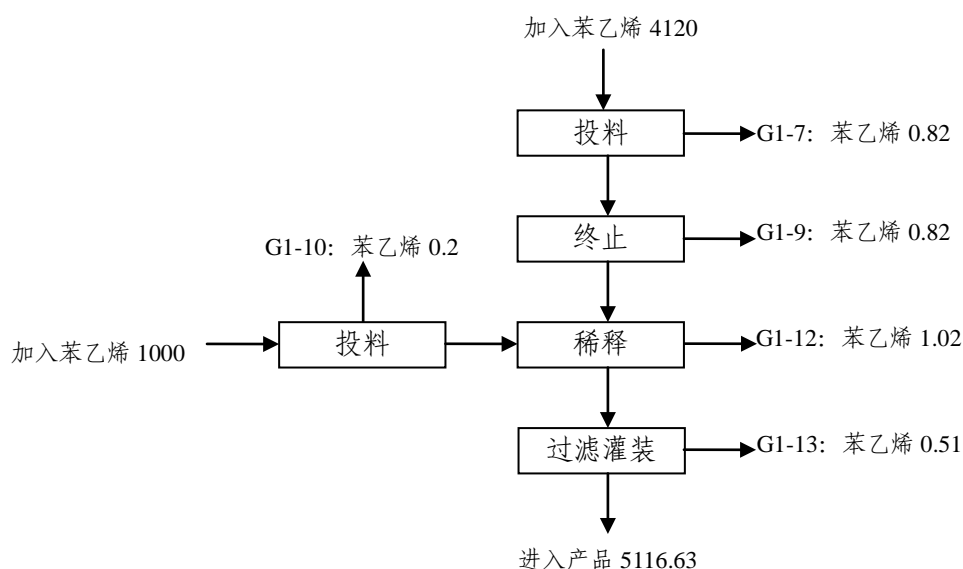 加入苯乙烯 4120
投料
G1-7: 苯乙烯 0.82
终止
G1-9: 苯乙烯 0.82
G1-10: 苯乙烯 0.2
加入苯乙烯 1000
投料
稀释
G1-12: 苯乙烯 1.02
过滤灌装
G1-13: 苯乙烯 0.51
进入产品 5116.63